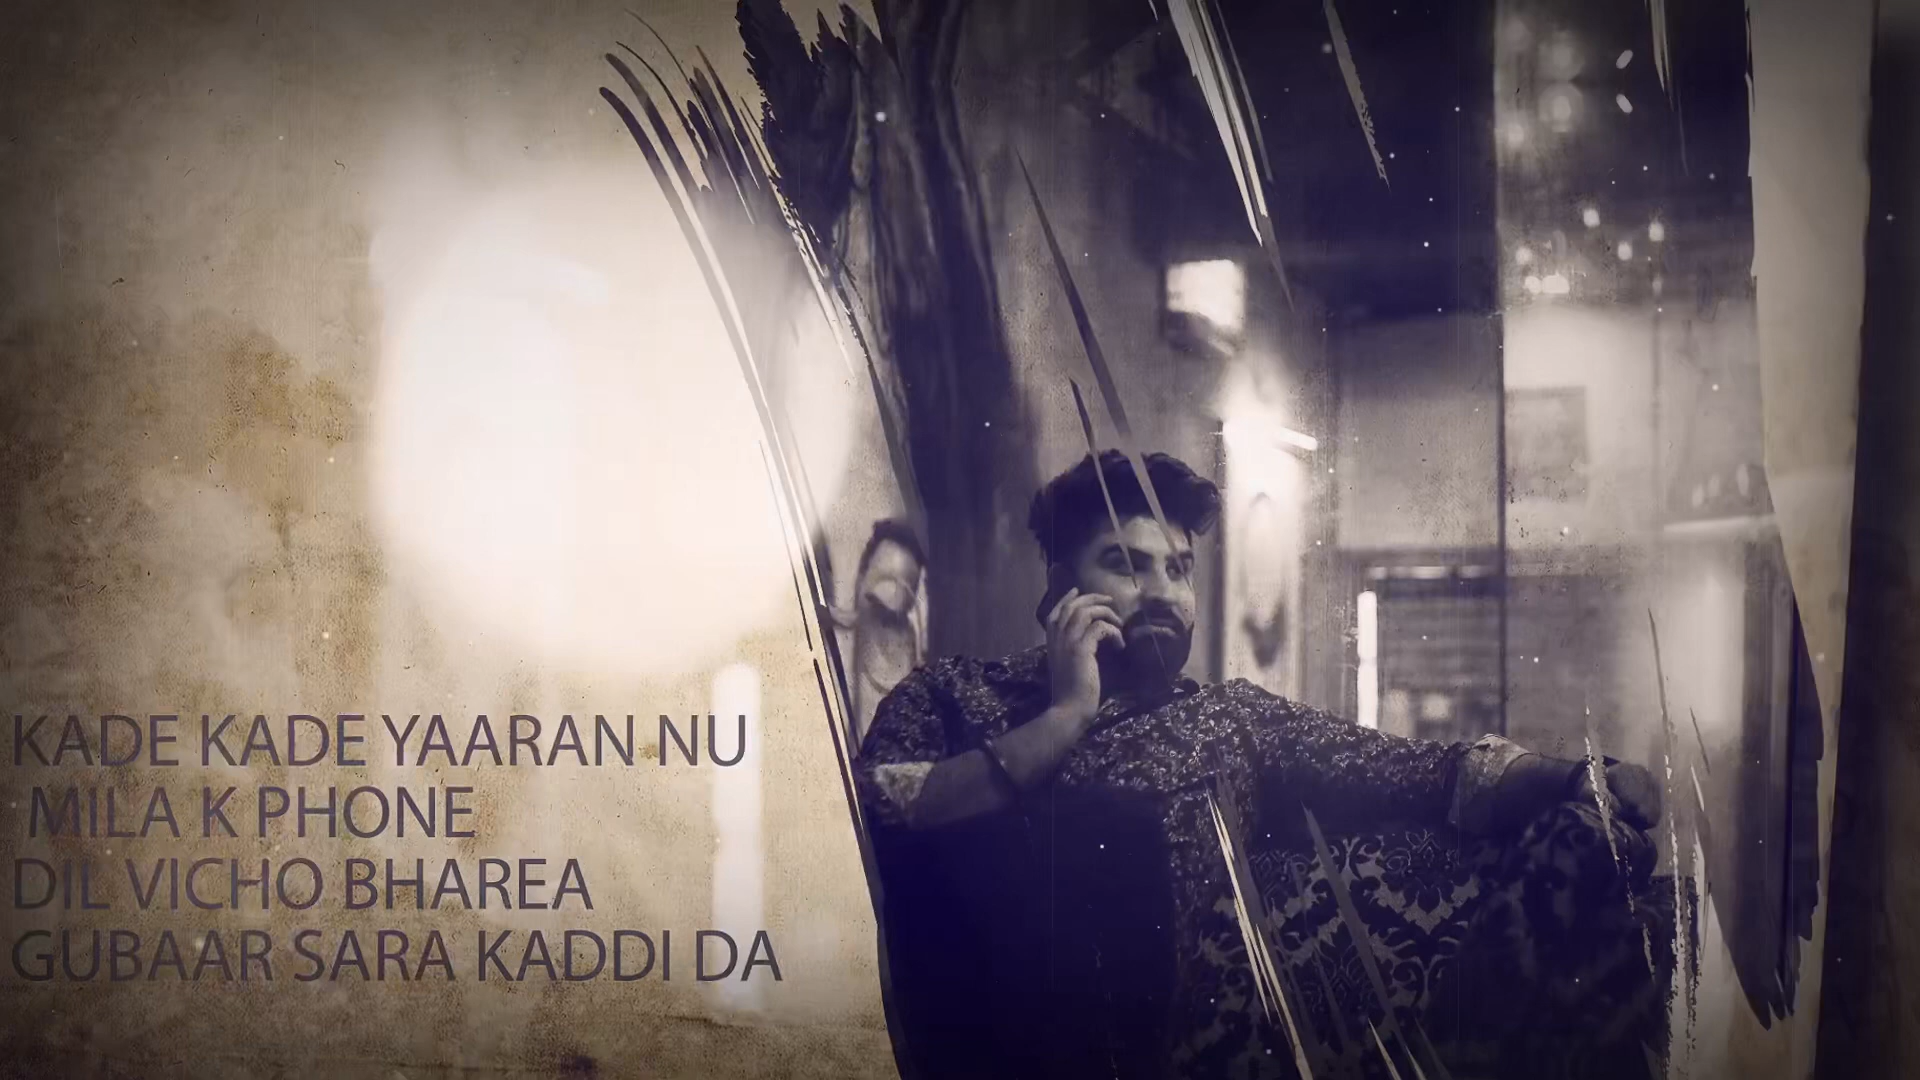 KADE KADE YAARAN NU
MILA K PHONE
DIL VICHO BHAREA
GUBAAR SARA KADDI DA